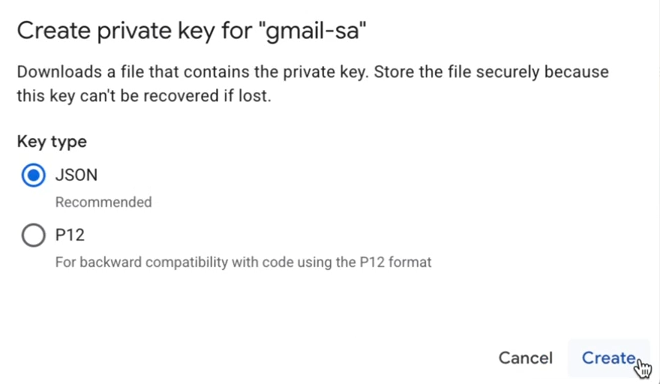 Create private key for "gmail-sa"
Downloads a file that contains the private key. Store the file securely because
this key can't be recovered if lost.
Key type
JSON
Recommended
P12
For backward compatibility with code using the P12 format
Cancel
Create